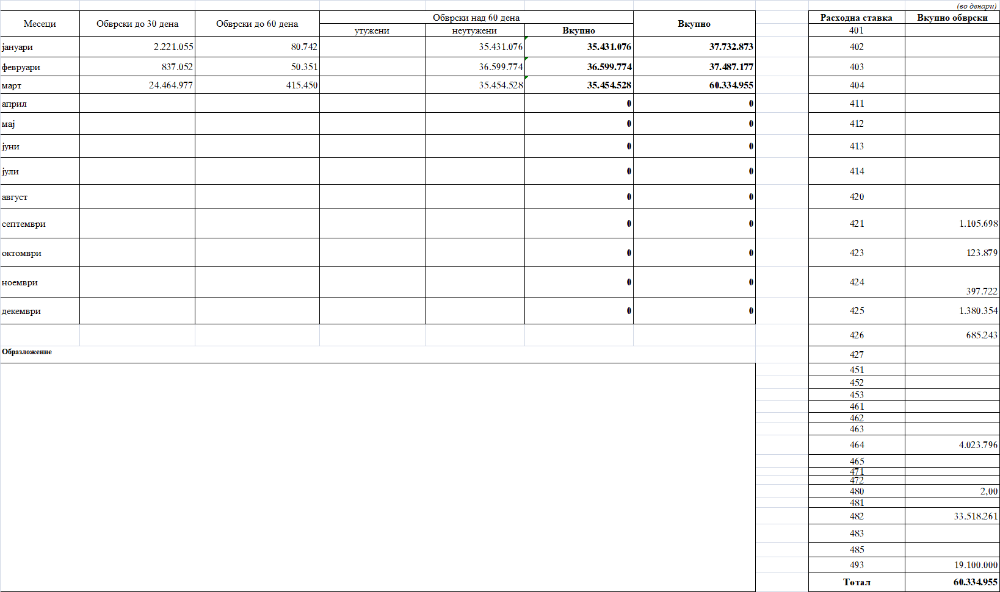 (во денари)
Месеци Обврски до 30 дена Обврски до 60 дена Обврски над 60 дена Вкупно
утужени неутужени Вкупно
јануари 2.221.055 80.742 35.431.076 35.431.076 37.732.873
февруари 837.052 50.351 36.599.774 36.599.774 37.487.177
март 24.464.977 415.450 35.454.528 35.454.528 60.334.955
април 0 0
мај 0 0
јуни 0 0
јули 0 0
август 0 0
септември 0 0
октомври 0 0
ноември 0 0
декември 0 0
Образложение
Расходна ставка Вкупно обврски
401
402
403
404
411
412
413
414
420
421 1.105.698
423 123.879
424 397.722
425 1.380.354
426 685.243
427
451
452
453
461
462
463
464 4.023.796
465
471
472
480 2,00
481
482 33.518.261
483
485
493 19.100.000
Тотал 60.334.955